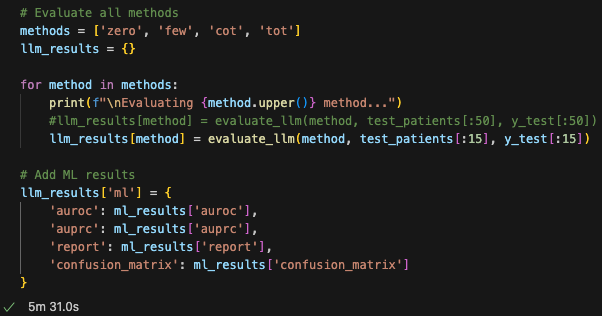 # Evaluate all methods
methods = ['zero', 'few', 'cot', 'tot']
llm_results = {}

for method in methods:
    print(f"\nEvaluating {method.upper()} method...")
    #llm_results[method] = evaluate_llm(method, test_patients[:50], y_test[:50])
    llm_results[method] = evaluate_llm(method, test_patients[:15], y_test[:15])

# Add ML results
llm_results['ml'] = {
    'auroc': ml_results['auroc'],
    'auprc': ml_results['auprc'],
    'report': ml_results['report'],
    'confusion_matrix': ml_results['confusion_matrix']
}
5m 31.0s